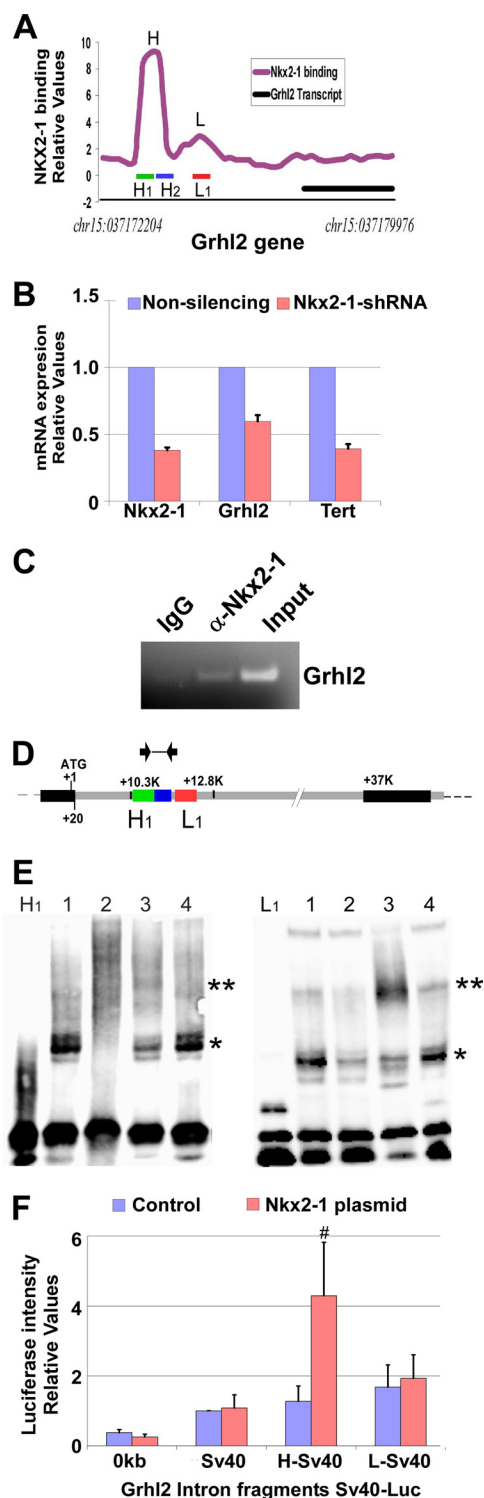 A
NKX2-1 binding
Relative Values
10
8
6
4
2
0
-2
H
L
Nkx2-1 binding
Grhl2 Transcript
H1
H2
L1
chr15:037172204
chr15:037179976
Grhl2 gene
B
mRNA expresion
Relative Values
1.5
1.0
0.5
0
Non-silencing
Nkx2-1-shRNA
Nkx2-1
Grhl2
Tert
C
IgG
α-Nkx2-1
Input
Grhl2
D
ATG
+1
+10.3K
+12.8K
+37K
+20
H1
L1
E
H1 1 2 3 4
**
*
L1 1 2 3 4
**
*
F
Control
Nkx2-1 plasmid
Luciferase intensity
Relative Values
6
4
2
0
#
0kb
Sv40
H-Sv40
L-Sv40
Grhl2 Intron fragments Sv40-Luc